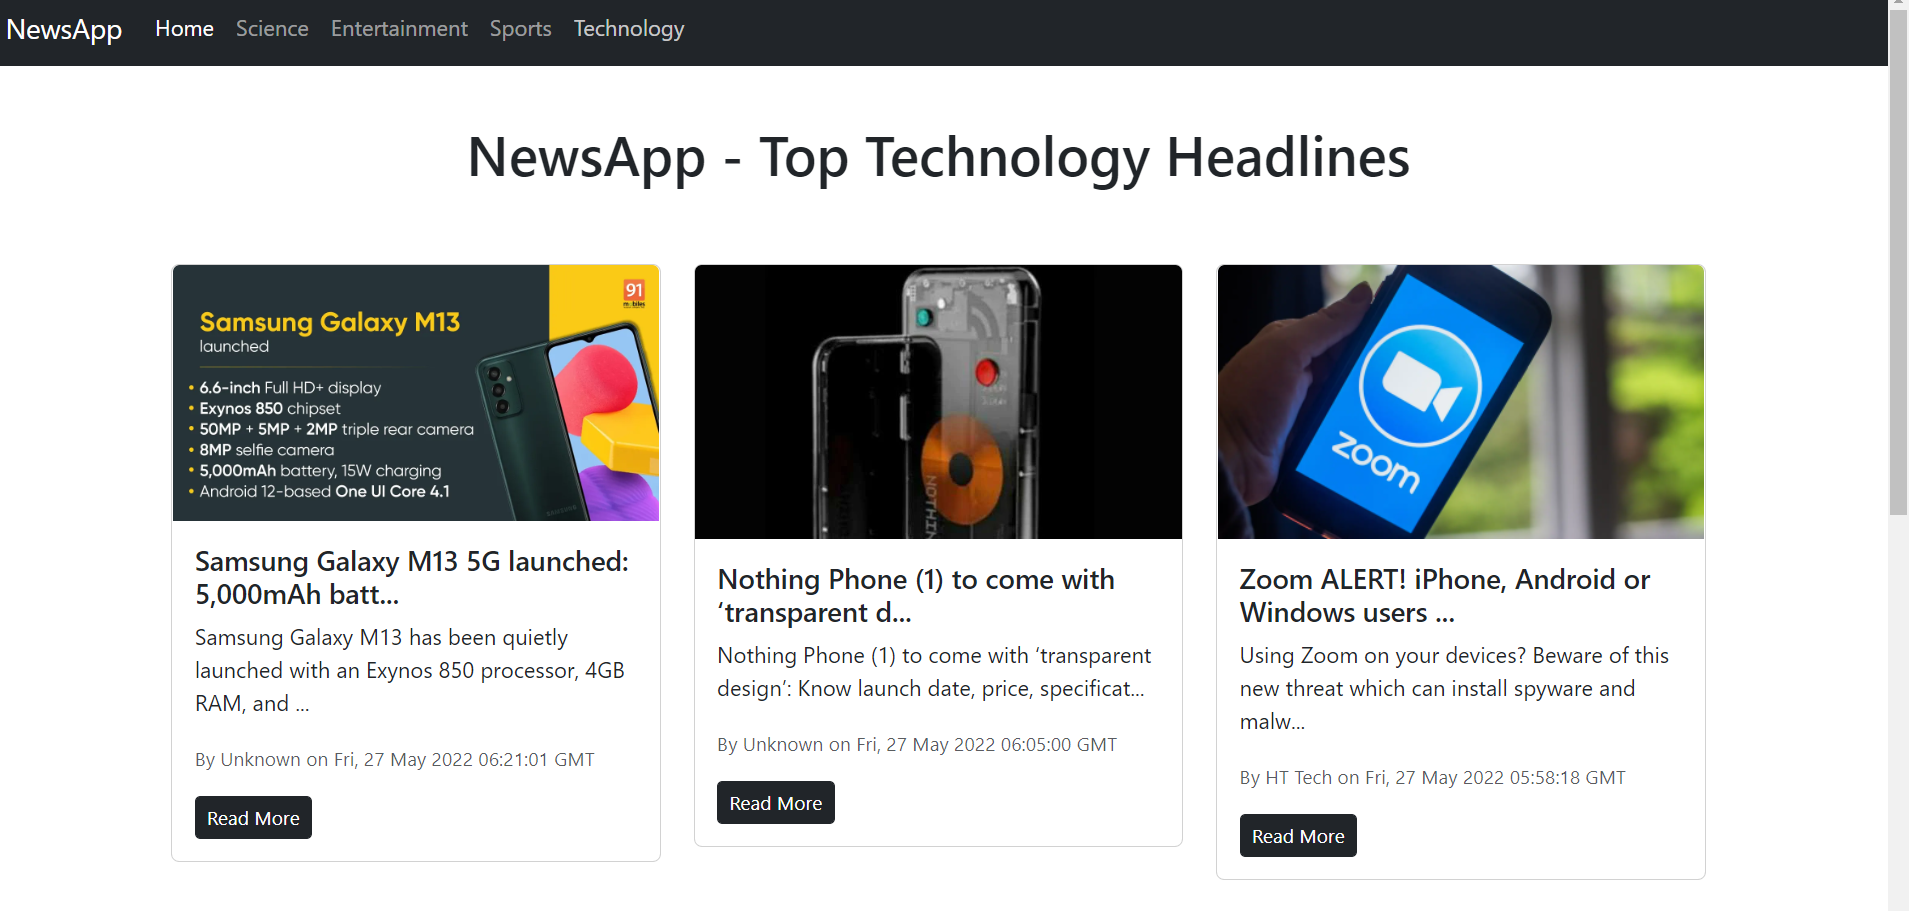 NewsApp Home Science Entertainment Sports Technology
NewsApp - Top Technology Headlines
91
mobiles
Samsung Galaxy M13
launched
• 6.6-inch Full HD+ display
• Exynos 850 chipset
• 50MP + 5MP + 2MP triple rear camera
• 8MP selfie camera
• 5,000mAh battery, 15W charging
• Android 12-based One UI Core 4.1
SAMSUNG
Samsung Galaxy M13 5G launched:
5,000mAh batt...
Samsung Galaxy M13 has been quietly
launched with an Exynos 850 processor, 4GB
RAM, and ...
By Unknown on Fri, 27 May 2022 06:21:01 GMT
Read More
Nothing Phone (1) to come with
‘transparent d...
Nothing Phone (1) to come with ‘transparent
design’: Know launch date, price, specificat...
By Unknown on Fri, 27 May 2022 06:05:00 GMT
Read More
zoom
Zoom ALERT! iPhone, Android or
Windows users ...
Using Zoom on your devices? Beware of this
new threat which can install spyware and
malw...
By HT Tech on Fri, 27 May 2022 05:58:18 GMT
Read More